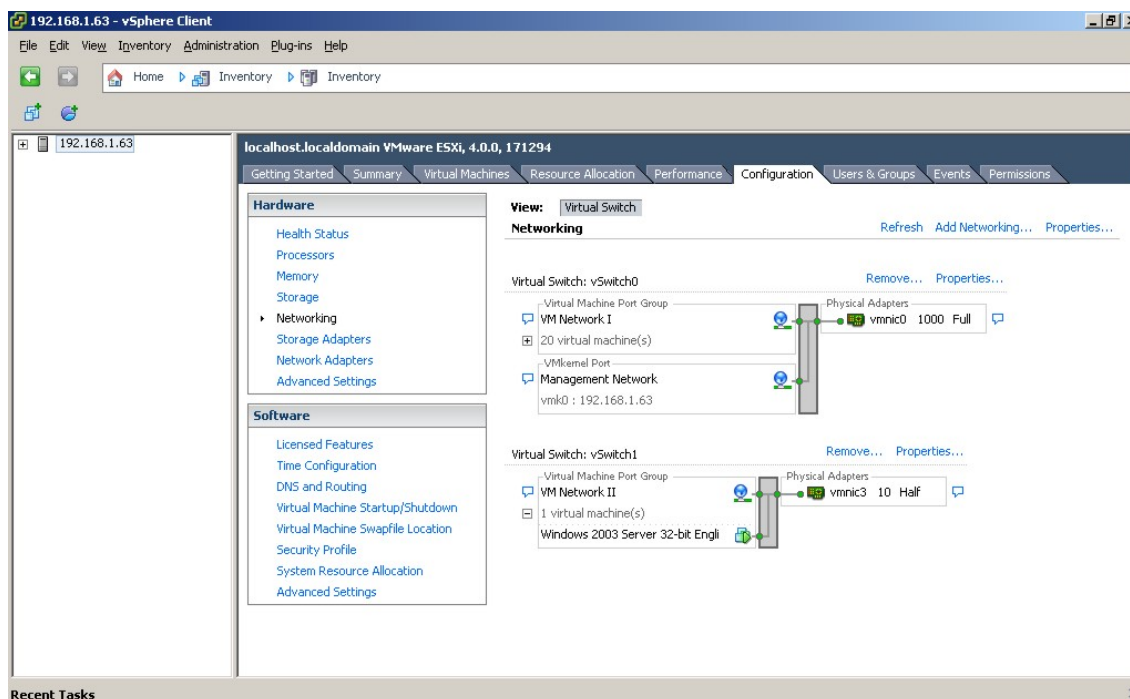 192.168.1.63 - vSphere Client
File Edit View Inventory Administration Plug-ins Help
Home Inventory Inventory
192.168.1.63
localhost.localdomain VMware ESXi, 4.0.0, 171294
Getting Started Summary Virtual Machines Resource Allocation Performance Configuration Users & Groups Events Permissions
Hardware
Health Status
Processors
Memory
Storage
Networking
Storage Adapters
Network Adapters
Advanced Settings
Software
Licensed Features
Time Configuration
DNS and Routing
Virtual Machine Startup/Shutdown
Virtual Machine Swapfile Location
Security Profile
System Resource Allocation
Advanced Settings
View: Virtual Switch
Networking Refresh Add Networking... Properties...
Virtual Switch: vSwitch0 Remove... Properties...
Virtual Machine Port Group Physical Adapters
VM Network I vmnic0 1000 Full
20 virtual machine(s)
VMkernel Port
Management Network
vmk0 : 192.168.1.63
Virtual Switch: vSwitch1 Remove... Properties...
Virtual Machine Port Group Physical Adapters
VM Network II vmnic3 10 Half
1 virtual machine(s)
Windows 2003 Server 32-bit Engli
Recent Tasks